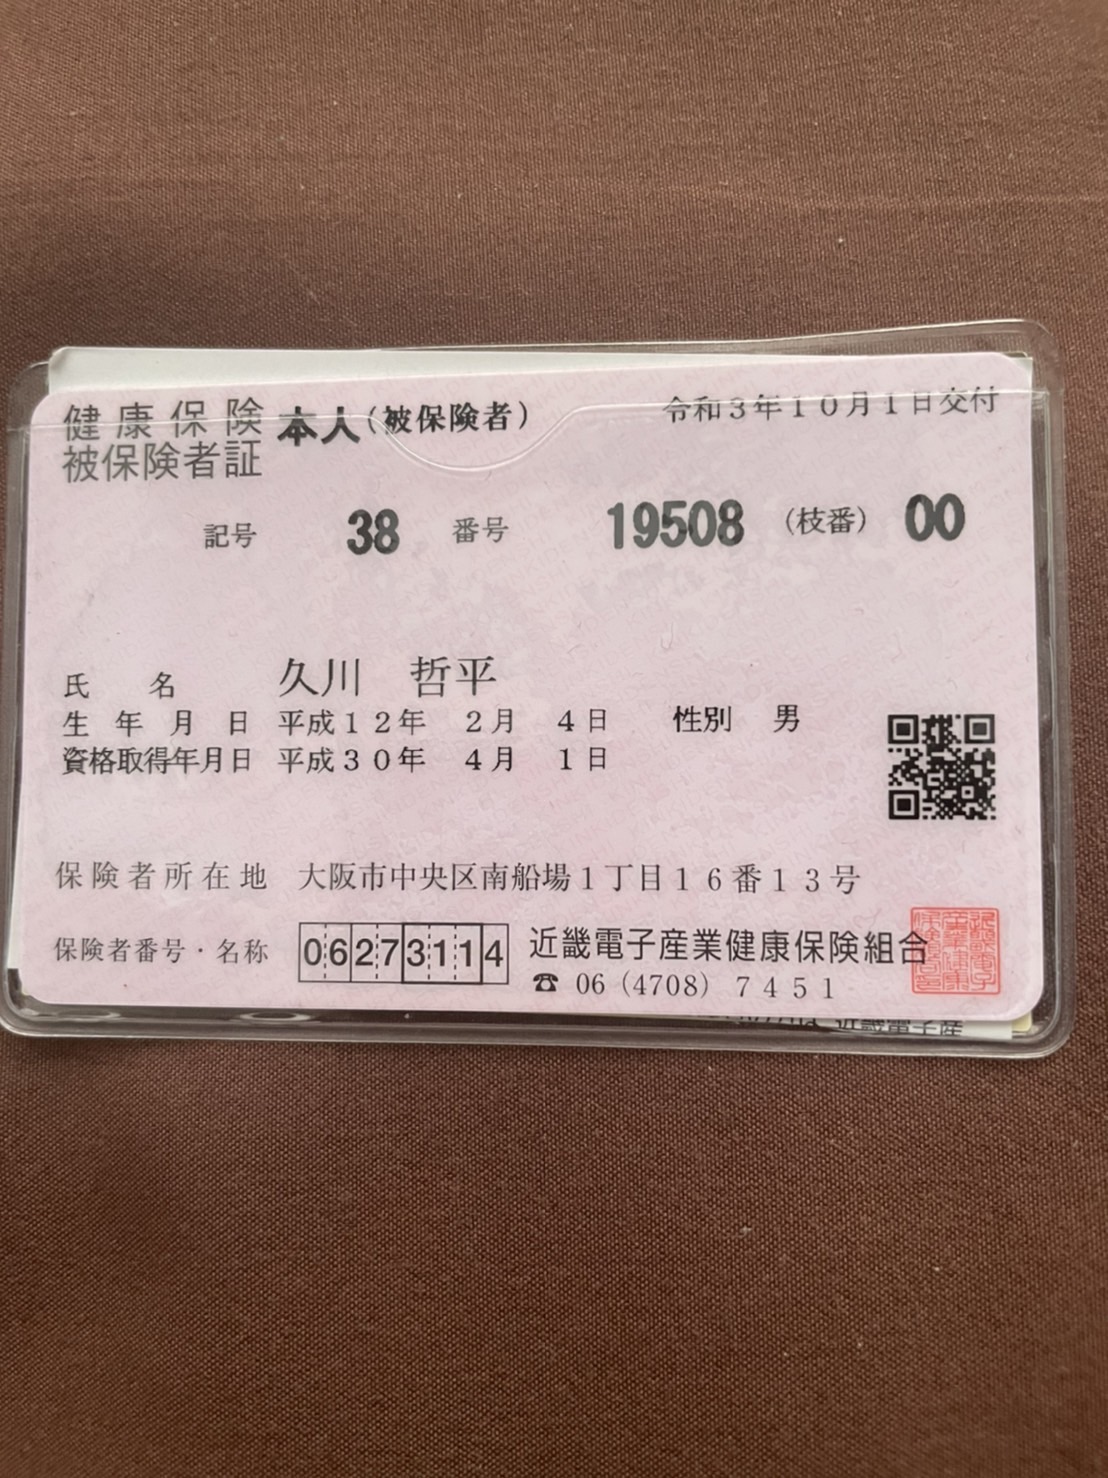 健康保険 本人(被保険者) 令和3年10月1日交付
被保険者証
記号 38 番号 19508 (枝番) 00
氏名 久川 哲平
生年月日 平成12年 2月 4日 性別 男
資格取得年月日 平成30年 4月 1日
保険者所在地 大阪市中央区南船場1丁目16番13号
保険者番号・名称 06273114 近畿電子産業健康保険組合
☎ 06(4708)7451
近畿電子産